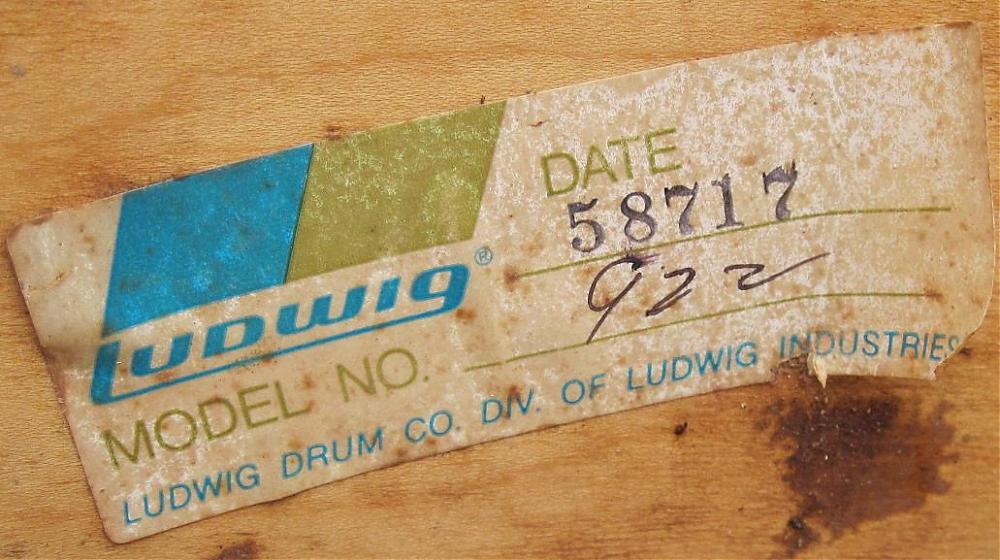 DATE
58717
Ludwig®
922
MODEL NO.
LUDWIG DRUM CO. DIV. OF LUDWIG INDUSTRIES